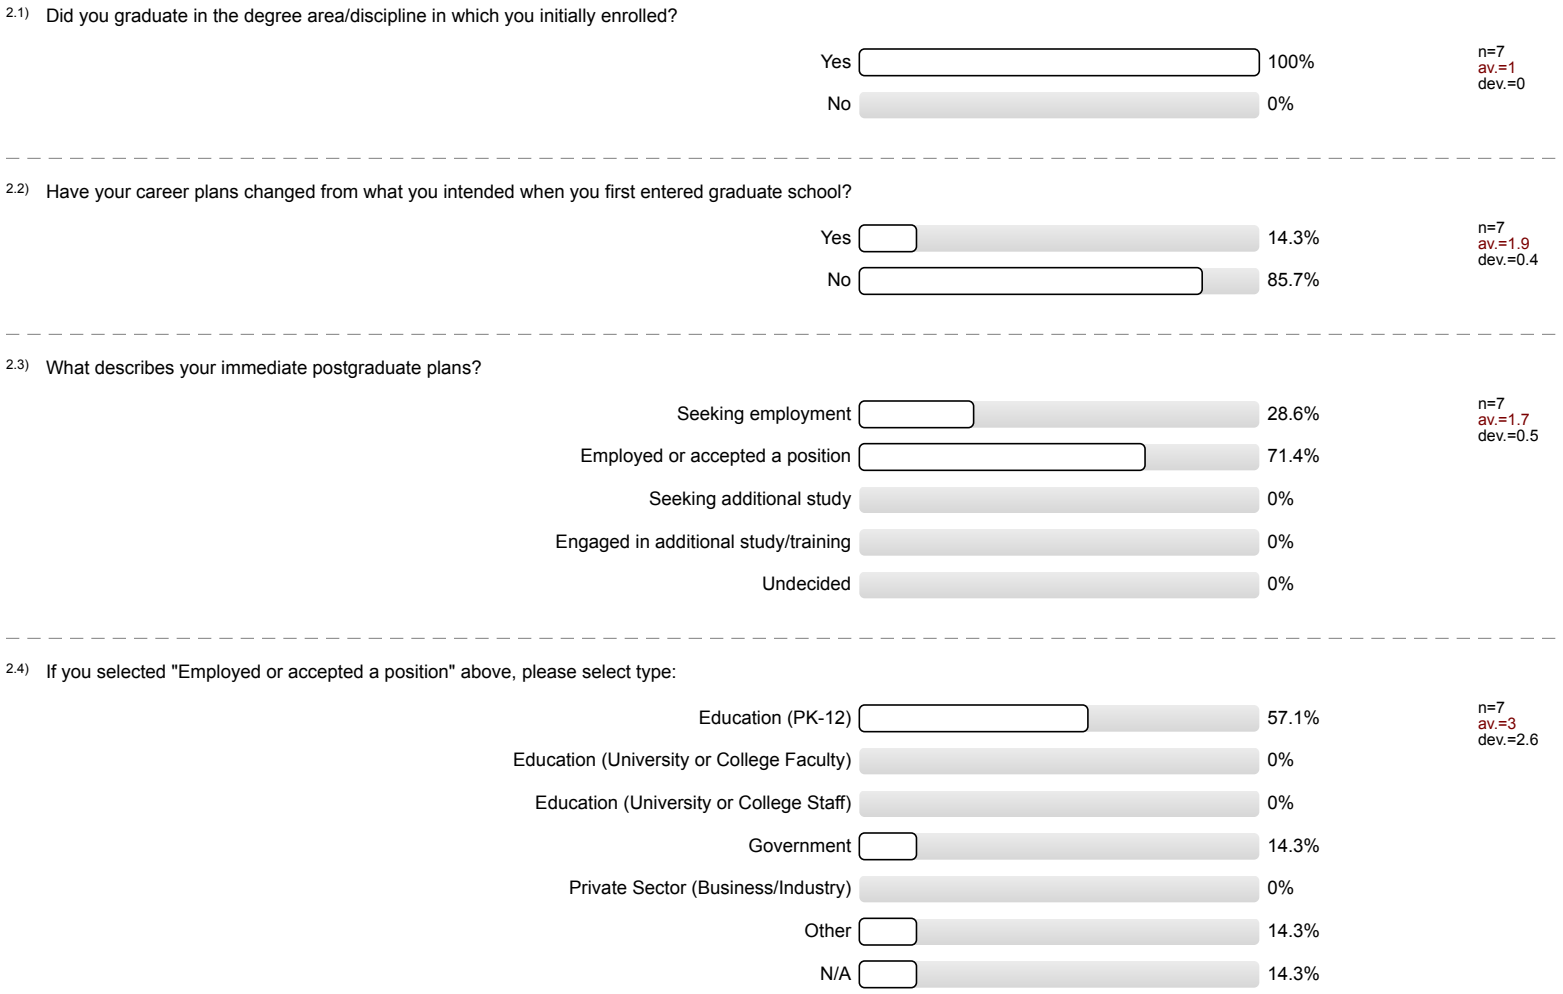 2.1) Did you graduate in the degree area/discipline in which you initially enrolled?
Yes 100%
No 0%
n=7
av.=1
dev.=0
2.2) Have your career plans changed from what you intended when you first entered graduate school?
Yes 14.3%
No 85.7%
n=7
av.=1.9
dev.=0.4
2.3) What describes your immediate postgraduate plans?
Seeking employment 28.6%
Employed or accepted a position 71.4%
Seeking additional study 0%
Engaged in additional study/training 0%
Undecided 0%
n=7
av.=1.7
dev.=0.5
2.4) If you selected "Employed or accepted a position" above, please select type:
Education (PK-12) 57.1%
Education (University or College Faculty) 0%
Education (University or College Staff) 0%
Government 14.3%
Private Sector (Business/Industry) 0%
Other 14.3%
N/A 14.3%
n=7
av.=3
dev.=2.6